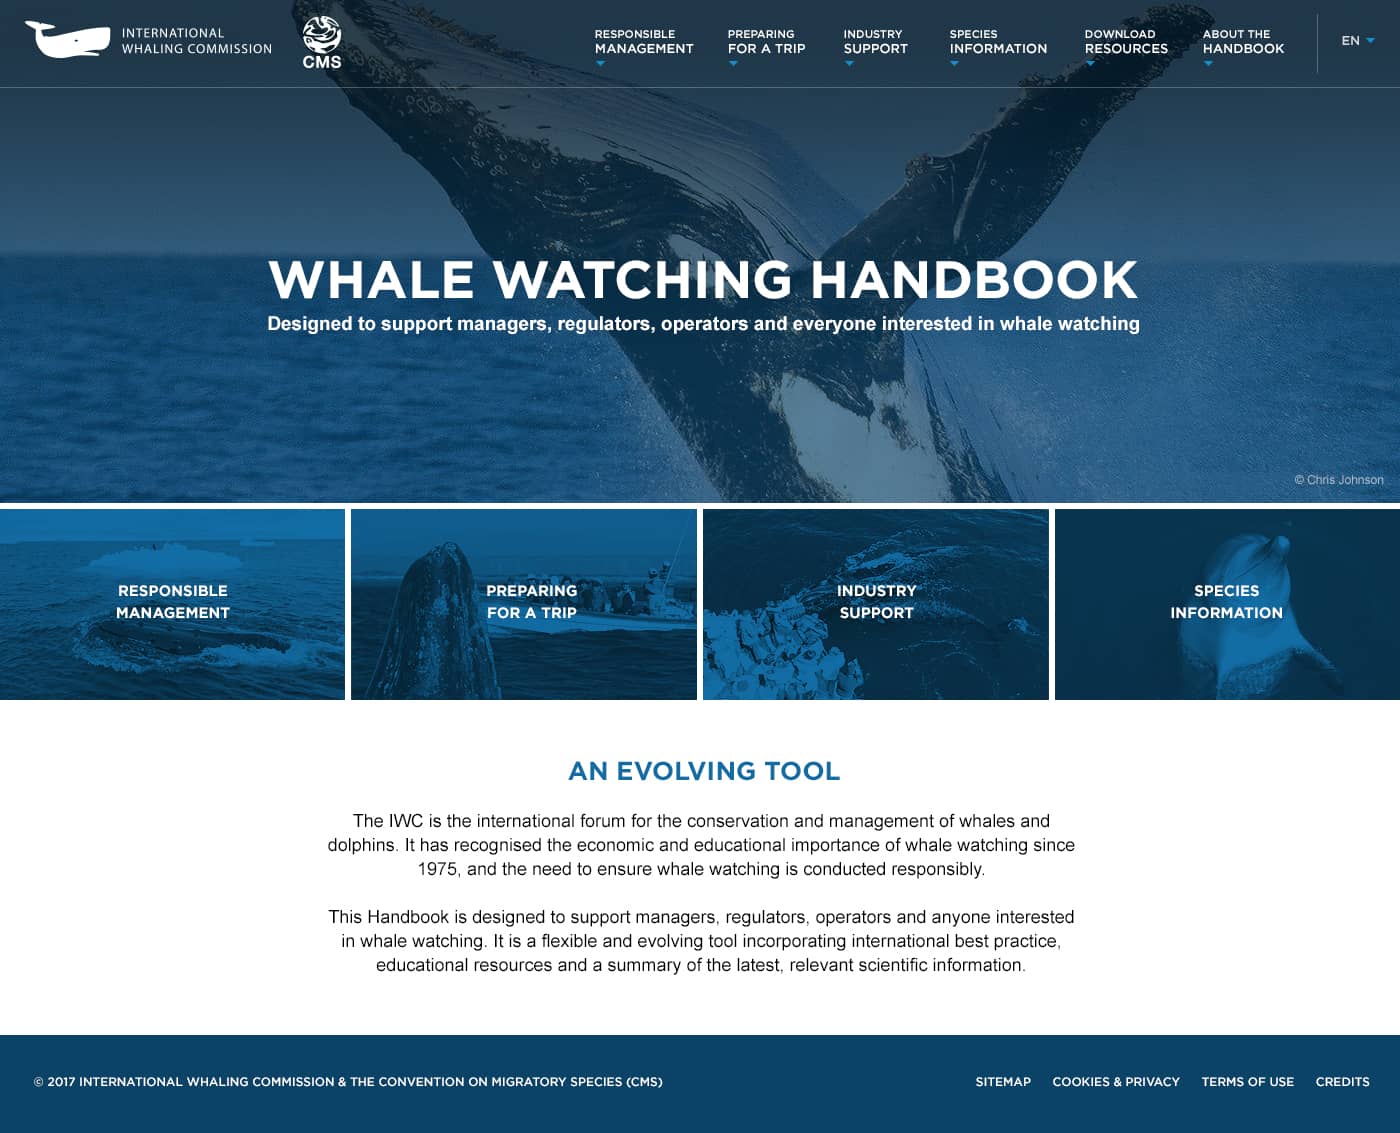 INTERNATIONAL
WHALING COMMISSION
CMS
RESPONSIBLE
MANAGEMENT
PREPARING
FOR A TRIP
INDUSTRY
SUPPORT
SPECIES
INFORMATION
DOWNLOAD
RESOURCES
ABOUT THE
HANDBOOK
EN
WHALE WATCHING HANDBOOK
Designed to support managers, regulators, operators and everyone interested in whale watching
© Chris Johnson
RESPONSIBLE
MANAGEMENT
PREPARING
FOR A TRIP
INDUSTRY
SUPPORT
SPECIES
INFORMATION
AN EVOLVING TOOL
The IWC is the international forum for the conservation and management of whales and
dolphins. It has recognised the economic and educational importance of whale watching since
1975, and the need to ensure whale watching is conducted responsibly.
This Handbook is designed to support managers, regulators, operators and anyone interested
in whale watching. It is a flexible and evolving tool incorporating international best practice,
educational resources and a summary of the latest, relevant scientific information.
© 2017 INTERNATIONAL WHALING COMMISSION & THE CONVENTION ON MIGRATORY SPECIES (CMS)
SITEMAP
COOKIES & PRIVACY
TERMS OF USE
CREDITS